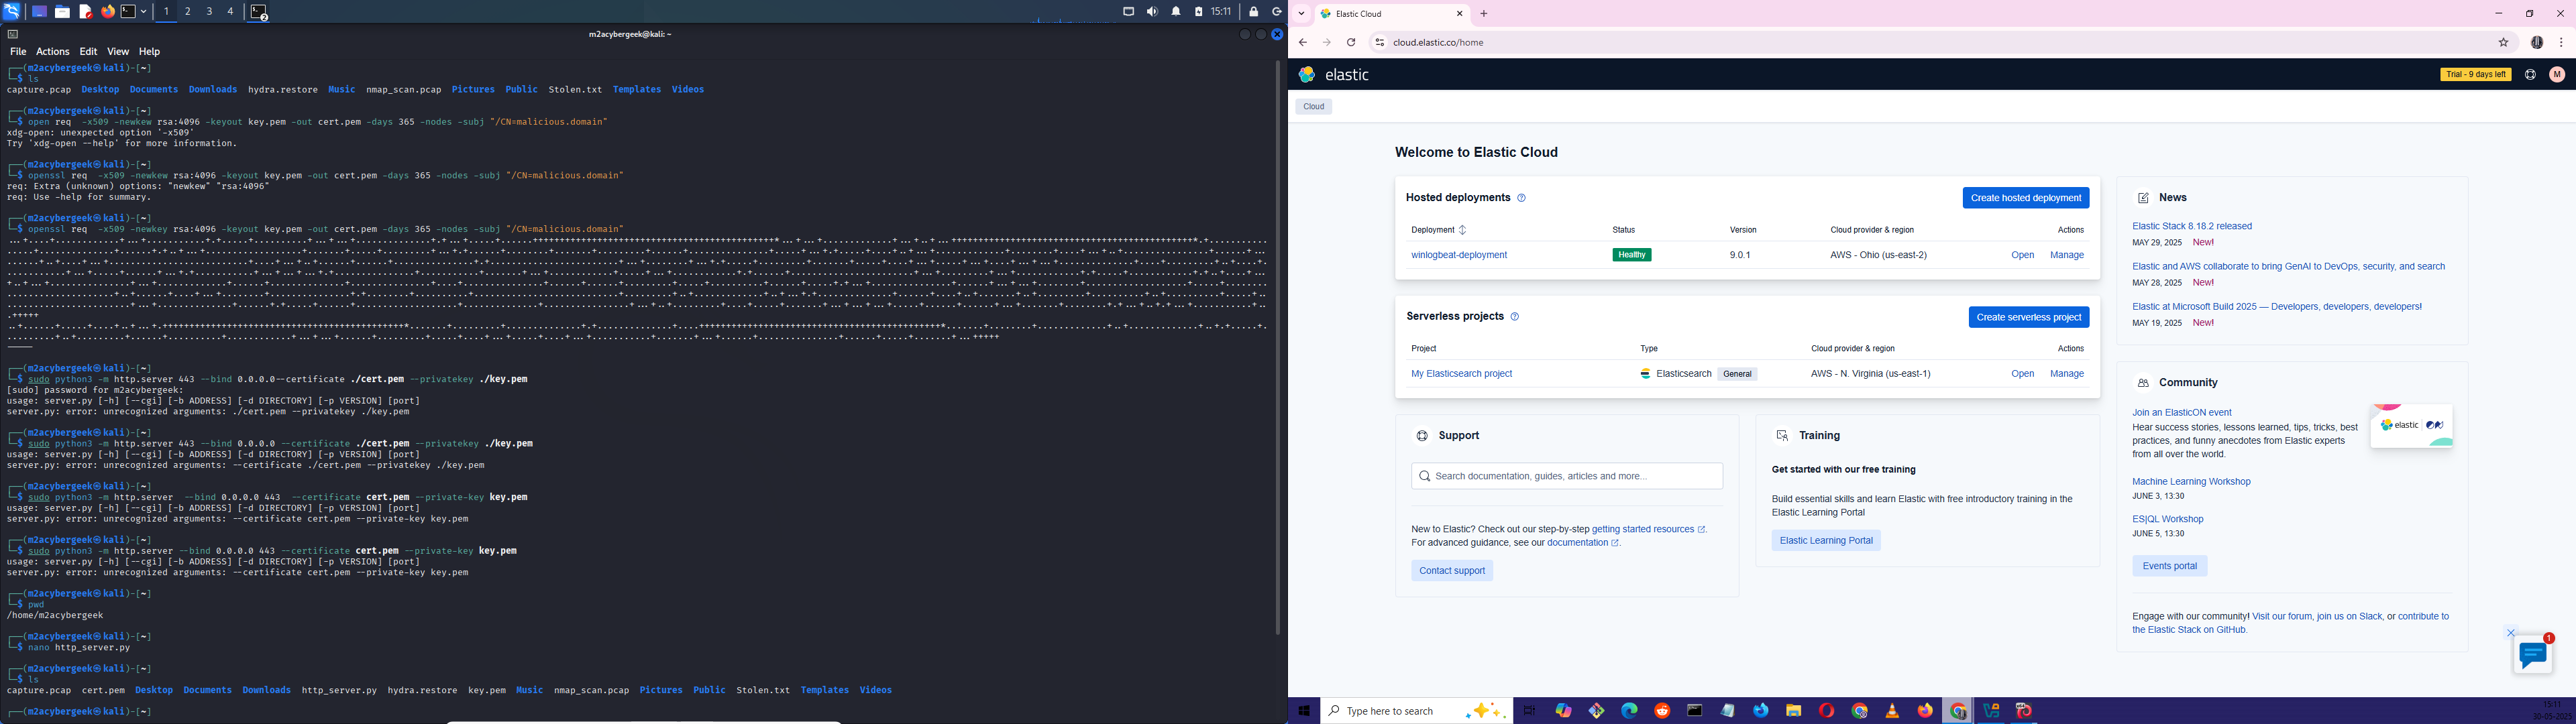 1 2 3 4 2 15:11
m2acybergeek@kali: ~
File Actions Edit View Help
┌──(m2acybergeek㉿kali)-[~]
└─$ ls
capture.pcap Desktop Documents Downloads hydra.restore Music nmap_scan.pcap Pictures Public Stolen.txt Templates Videos
┌──(m2acybergeek㉿kali)-[~]
└─$ open req -x509 -newkew rsa:4096 -keyout key.pem -out cert.pem -days 365 -nodes -subj "/CN=malicious.domain"
xdg-open: unexpected option '-x509'
Try 'xdg-open --help' for more information.
┌──(m2acybergeek㉿kali)-[~]
└─$ openssl req -x509 -newkew rsa:4096 -keyout key.pem -out cert.pem -days 365 -nodes -subj "/CN=malicious.domain"
req: Extra (unknown) options: "newkew" "rsa:4096"
req: Use -help for summary.
┌──(m2acybergeek㉿kali)-[~]
└─$ openssl req -x509 -newkey rsa:4096 -keyout key.pem -out cert.pem -days 365 -nodes -subj "/CN=malicious.domain"
-----
┌──(m2acybergeek㉿kali)-[~]
└─$ sudo python3 -m http.server 443 --bind 0.0.0.0--certificate ./cert.pem --privatekey ./key.pem
[sudo] password for m2acybergeek:
usage: server.py [-h] [--cgi] [-b ADDRESS] [-d DIRECTORY] [-p VERSION] [port]
server.py: error: unrecognized arguments: ./cert.pem --privatekey ./key.pem
┌──(m2acybergeek㉿kali)-[~]
└─$ sudo python3 -m http.server 443 --bind 0.0.0.0 --certificate ./cert.pem --privatekey ./key.pem
usage: server.py [-h] [--cgi] [-b ADDRESS] [-d DIRECTORY] [-p VERSION] [port]
server.py: error: unrecognized arguments: --certificate ./cert.pem --privatekey ./key.pem
┌──(m2acybergeek㉿kali)-[~]
└─$ sudo python3 -m http.server --bind 0.0.0.0 443 --certificate cert.pem --private-key key.pem
usage: server.py [-h] [--cgi] [-b ADDRESS] [-d DIRECTORY] [-p VERSION] [port]
server.py: error: unrecognized arguments: --certificate cert.pem --private-key key.pem
┌──(m2acybergeek㉿kali)-[~]
└─$ sudo python3 -m http.server --bind 0.0.0.0 443 --certificate cert.pem --private-key key.pem
usage: server.py [-h] [--cgi] [-b ADDRESS] [-d DIRECTORY] [-p VERSION] [port]
server.py: error: unrecognized arguments: --certificate cert.pem --private-key key.pem
┌──(m2acybergeek㉿kali)-[~]
└─$ pwd
/home/m2acybergeek
┌──(m2acybergeek㉿kali)-[~]
└─$ nano http_server.py
┌──(m2acybergeek㉿kali)-[~]
└─$ ls
capture.pcap cert.pem Desktop Documents Downloads http_server.py hydra.restore key.pem Music nmap_scan.pcap Pictures Public Stolen.txt Templates Videos
┌──(m2acybergeek㉿kali)-[~]
Elastic Cloud
cloud.elastic.co/home
elastic
Trial - 9 days left
M
Cloud
Welcome to Elastic Cloud
Hosted deployments
Create hosted deployment
Deployment Status Version Cloud provider & region Actions
winlogbeat-deployment Healthy 9.0.1 AWS - Ohio (us-east-2) Open Manage
Serverless projects
Create serverless project
Project Type Cloud provider & region Actions
My Elasticsearch project Elasticsearch General AWS - N. Virginia (us-east-1) Open Manage
Support
Search documentation, guides, articles and more...
New to Elastic? Check out our step-by-step getting started resources.
For advanced guidance, see our documentation.
Contact support
Training
Get started with our free training
Build essential skills and learn Elastic with free introductory training in the
Elastic Learning Portal
Elastic Learning Portal
News
Elastic Stack 8.18.2 released
MAY 29, 2025 New!
Elastic and AWS collaborate to bring GenAI to DevOps, security, and search
MAY 28, 2025 New!
Elastic at Microsoft Build 2025 — Developers, developers, developers!
MAY 19, 2025 New!
Community
Join an ElasticON event
Hear success stories, lessons learned, tips, tricks, best
practices, and funny anecdotes from Elastic experts
from all over the world.
elastic
Machine Learning Workshop
JUNE 3, 13:30
ES|QL Workshop
JUNE 5, 13:30
Events portal
Engage with our community! Visit our forum, join us on Slack, or contribute to
the Elastic Stack on GitHub.
1
Type here to search
15:11
30-05-2025